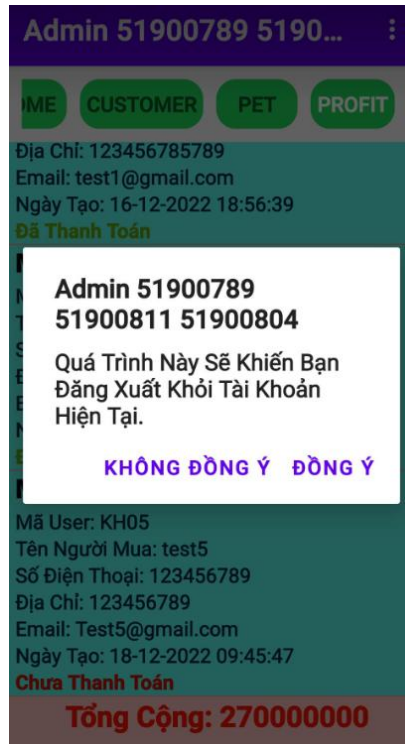 Admin 51900789 5190...
OME CUSTOMER PET PROFIT
Địa Chỉ: 123456785789
Email: test1@gmail.com
Ngày Tạo: 16-12-2022 18:56:39
Đã Thanh Toán
Admin 51900789
51900811 51900804
Quá Trình Này Sẽ Khiến Bạn
Đăng Xuất Khỏi Tài Khoản
Hiện Tại.
KHÔNG ĐỒNG Ý ĐỒNG Ý
Mã User: KH05
Tên Người Mua: test5
Số Điện Thoại: 123456789
Địa Chỉ: 123456789
Email: Test5@gmail.com
Ngày Tạo: 18-12-2022 09:45:47
Chưa Thanh Toán
Tổng Cộng: 270000000